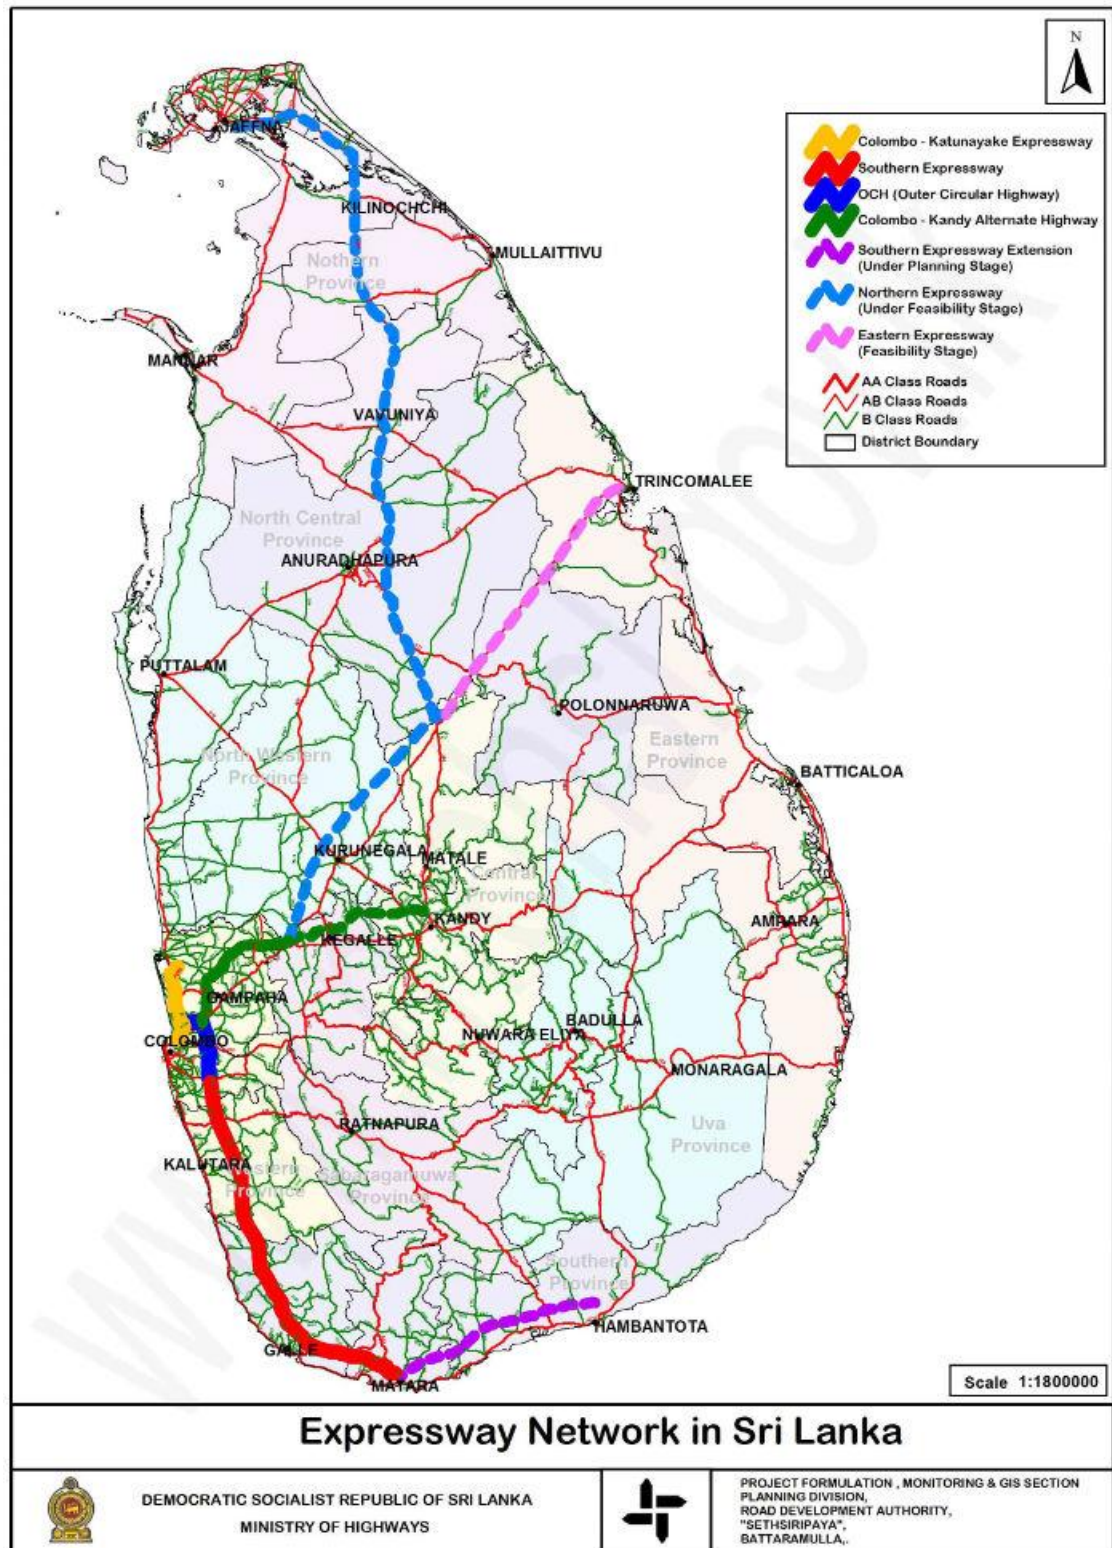 N
Colombo - Katunayake Expressway
Southern Expressway
OCH (Outer Circular Highway)
Colombo - Kandy Alternate Highway
Southern Expressway Extension
(Under Planning Stage)
Northern Expressway
(Under Feasibility Stage)
Eastern Expressway
(Feasibility Stage)
AA Class Roads
AB Class Roads
B Class Roads
District Boundary
JAFFNA
KILINOCHCHI
MULLAITTIVU
Nothern
Province
MANNAR
VAVUNIYA
TRINCOMALEE
North Central
Province
ANURADHAPURA
PUTTALAM
POLONNARUWA
North Western
Province
Eastern
Province
BATTICALOA
KURUNEGALA
MATALE
Central
Province
KANDY
AMPARA
KEGALLE
GAMPAHA
COLOMBO
NUWARA ELIYA
BADULLA
MONARAGALA
RATNAPURA
Uva
Province
KALUTARA
Western
Province
Sabaragamuwa
Province
Southern
Province
HAMBANTOTA
GALLE
MATARA
Scale 1:1800000
Expressway Network in Sri Lanka
DEMOCRATIC SOCIALIST REPUBLIC OF SRI LANKA
MINISTRY OF HIGHWAYS
PROJECT FORMULATION , MONITORING & GIS SECTION
PLANNING DIVISION,
ROAD DEVELOPMENT AUTHORITY,
"SETHSIRIPAYA",
BATTARAMULLA,.